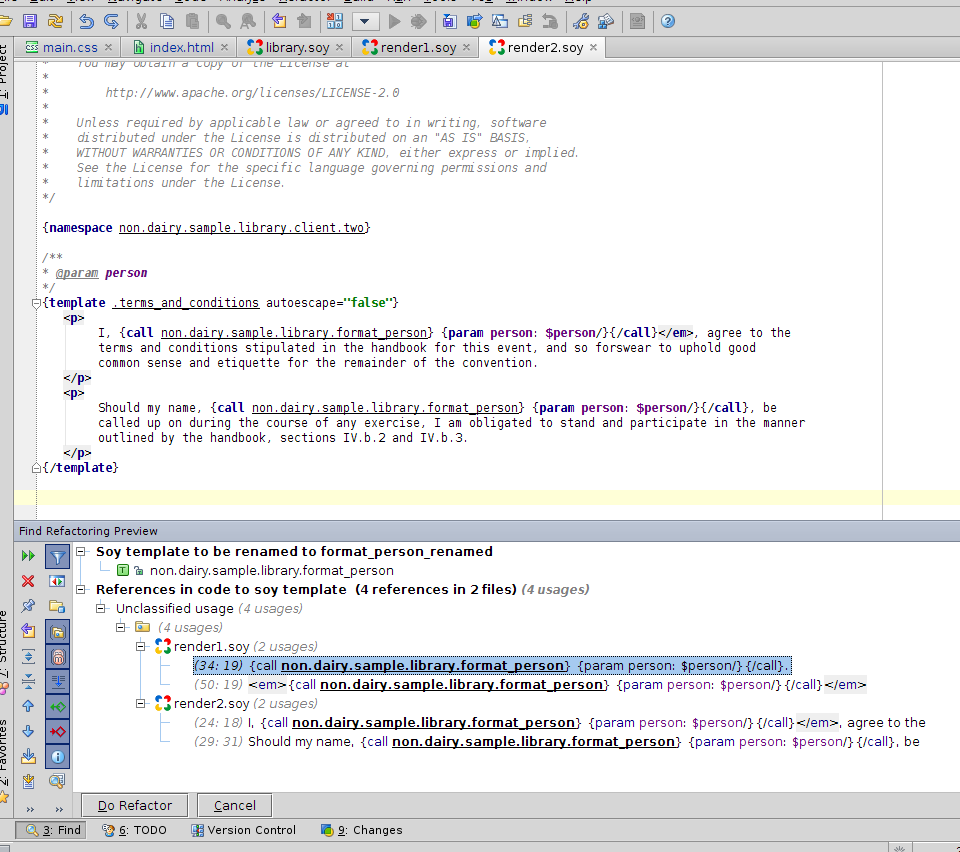 main.css
index.html
library.soy
render1.soy
render2.soy
1: Project
* You may obtain a copy of the License at
*
* http://www.apache.org/licenses/LICENSE-2.0
*
* Unless required by applicable law or agreed to in writing, software
* distributed under the License is distributed on an "AS IS" BASIS,
* WITHOUT WARRANTIES OR CONDITIONS OF ANY KIND, either express or implied.
* See the License for the specific language governing permissions and
* limitations under the License.
*/
{namespace non.dairy.sample.library.client.two}
/**
* @param person
*/
{template .terms_and_conditions autoescape="false"}
<p>
I, {call non.dairy.sample.library.format_person} {param person: $person/}{/call}</em>, agree to the
terms and conditions stipulated in the handbook for this event, and so forswear to uphold good
common sense and etiquette for the remainder of the convention.
</p>
<p>
Should my name, {call non.dairy.sample.library.format_person} {param person: $person/}{/call}, be
called up on during the course of any exercise, I am obligated to stand and participate in the manner
outlined by the handbook, sections IV.b.2 and IV.b.3.
</p>
{/template}
Find Refactoring Preview
Soy template to be renamed to format_person_renamed
T non.dairy.sample.library.format_person
References in code to soy template (4 references in 2 files) (4 usages)
Unclassified usage (4 usages)
(4 usages)
render1.soy (2 usages)
(34: 19) {call non.dairy.sample.library.format_person} {param person: $person/}{/call}.
(50: 19) <em>{call non.dairy.sample.library.format_person} {param person: $person/}{/call}</em>
render2.soy (2 usages)
(24: 18) I, {call non.dairy.sample.library.format_person} {param person: $person/}{/call}</em>, agree to the
(29: 31) Should my name, {call non.dairy.sample.library.format_person} {param person: $person/}{/call}, be
7: Structure
2: Favorites
Do Refactor
Cancel
3: Find
6: TODO
Version Control
9: Changes